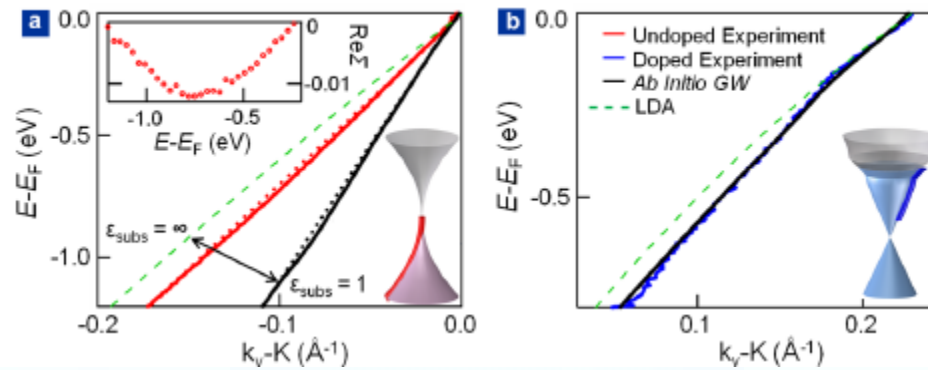 a
0.0
-0.5
-1.0
E-E_F (eV)
0
-0.01
ReΣ
-1.0 -0.5
E-E_F (eV)
ε_subs = ∞
ε_subs = 1
-0.2 -0.1 0.0
k_y-K (Å⁻¹)
b
0.0
-0.5
E-E_F (eV)
Undoped Experiment
Doped Experiment
Ab Initio GW
LDA
0.1 0.2
k_y-K (Å⁻¹)